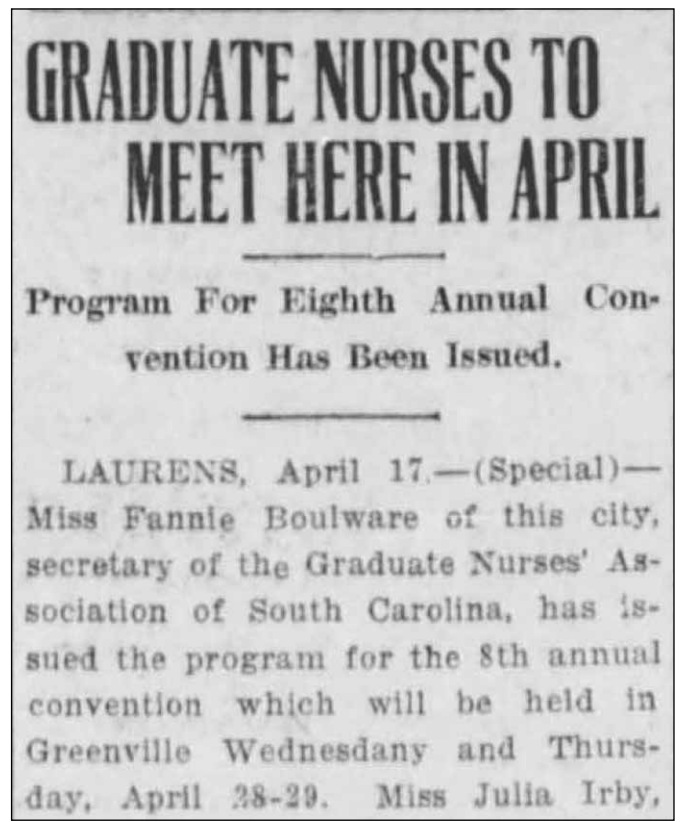 GRADUATE NURSES TO
MEET HERE IN APRIL
Program For Eighth Annual Con-
vention Has Been Issued.
LAURENS, April 17.—(Special)—
Miss Fannie Boulware of this city,
secretary of the Graduate Nurses' As-
sociation of South Carolina, has is-
sued the program for the 8th annual
convention which will be held in
Greenville Wednesdany and Thurs-
day, April 28-29. Miss Julia Irby,